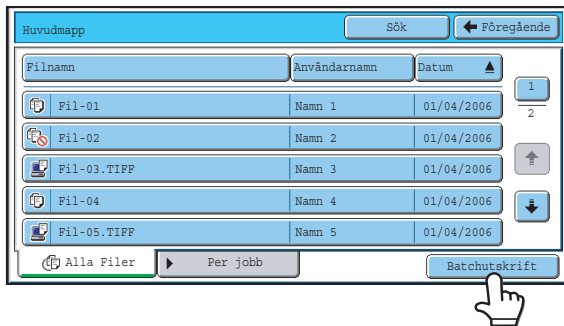 Huvudmapp Sök Föregående
Filnamn Användarnamn Datum
Fil-01 Namn 1 01/04/2006
Fil-02 Namn 2 01/04/2006
Fil-03.TIFF Namn 3 01/04/2006
Fil-04 Namn 4 01/04/2006
Fil-05.TIFF Namn 5 01/04/2006
1
2
Alla Filer Per jobb Batchutskrift